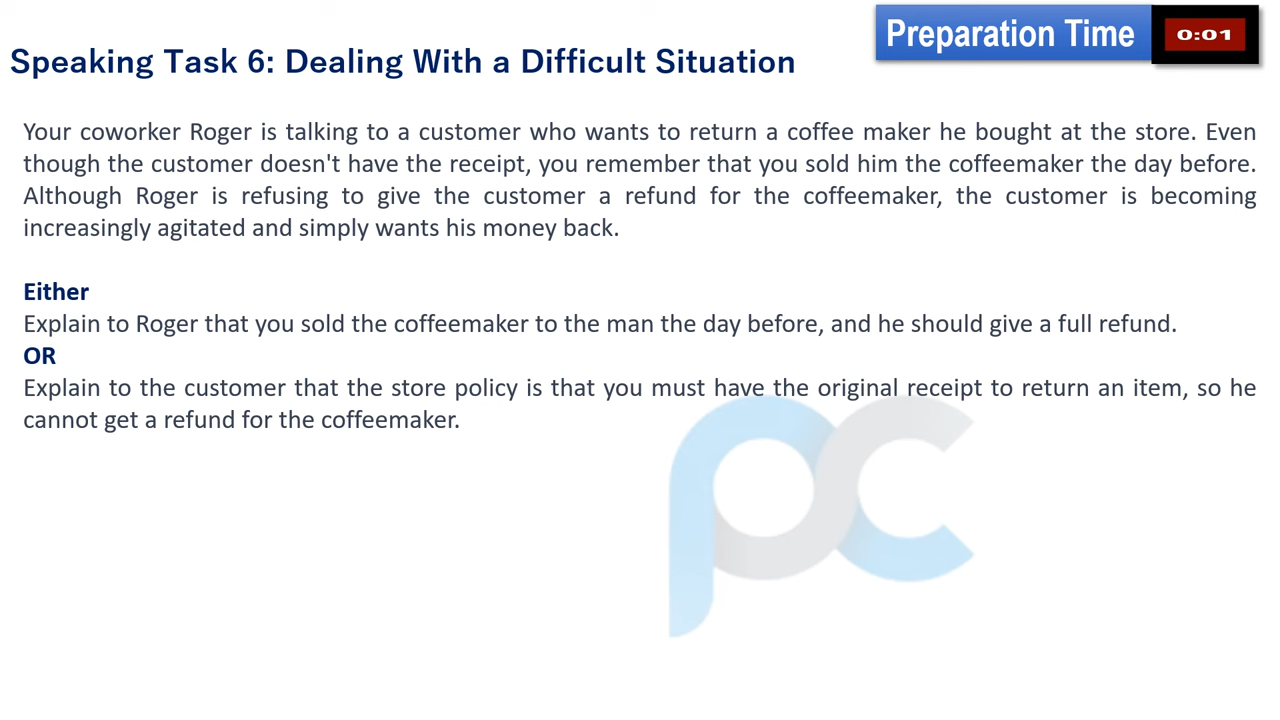 Preparation Time
0:01
Speaking Task 6: Dealing With a Difficult Situation
Your coworker Roger is talking to a customer who wants to return a coffee maker he bought at the store. Even
though the customer doesn't have the receipt, you remember that you sold him the coffeemaker the day before.
Although Roger is refusing to give the customer a refund for the coffeemaker, the customer is becoming
increasingly agitated and simply wants his money back.
Either
Explain to Roger that you sold the coffeemaker to the man the day before, and he should give a full refund.
OR
Explain to the customer that the store policy is that you must have the original receipt to return an item, so he
cannot get a refund for the coffeemaker.
pc